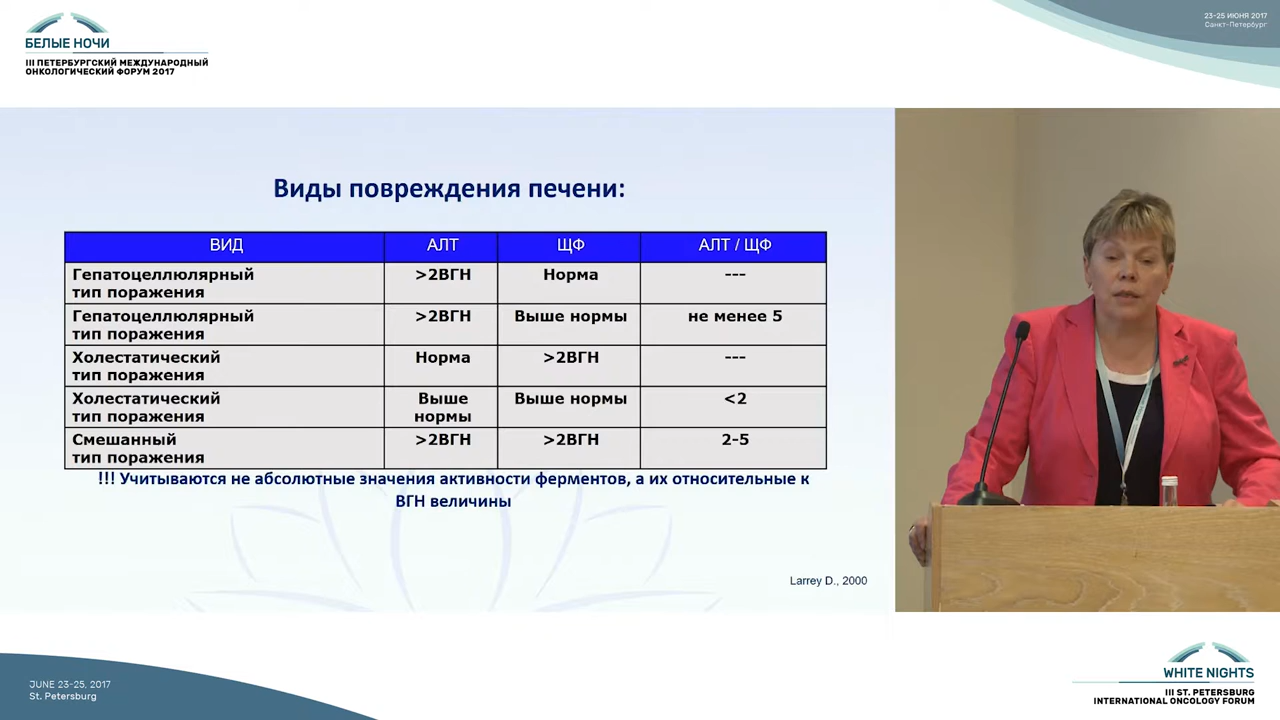 БЕЛЫЕ НОЧИ
III ПЕТЕРБУРГСКИЙ МЕЖДУНАРОДНЫЙ
ОНКОЛОГИЧЕСКИЙ ФОРУМ 2017
23-25 ИЮНЯ 2017
Санкт-Петербург
Виды повреждения печени:
ВИД АЛТ ЩФ АЛТ / ЩФ
Гепатоцеллюлярный
тип поражения >2ВГН Норма ---
Гепатоцеллюлярный
тип поражения >2ВГН Выше нормы не менее 5
Холестатический
тип поражения Норма >2ВГН ---
Холестатический
тип поражения Выше
нормы Выше нормы <2
Смешанный
тип поражения >2ВГН >2ВГН 2-5
!!! Учитываются не абсолютные значения активности ферментов, а их относительные к
ВГН величины
Larrey D., 2000
JUNE 23-25, 2017
St. Petersburg
WHITE NIGHTS
III ST. PETERSBURG
INTERNATIONAL ONCOLOGY FORUM